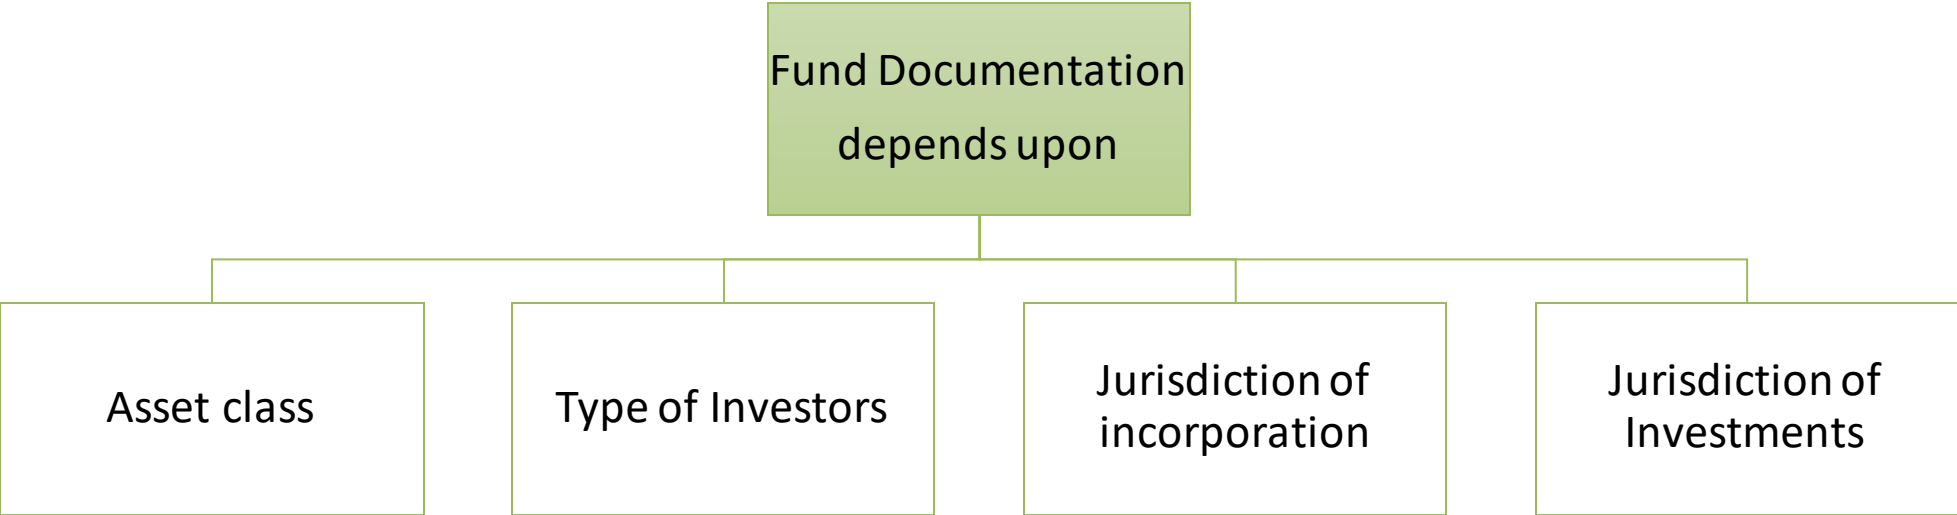 Fund Documentation
depends upon
Asset class
Type of Investors
Jurisdiction of
incorporation
Jurisdiction of
Investments